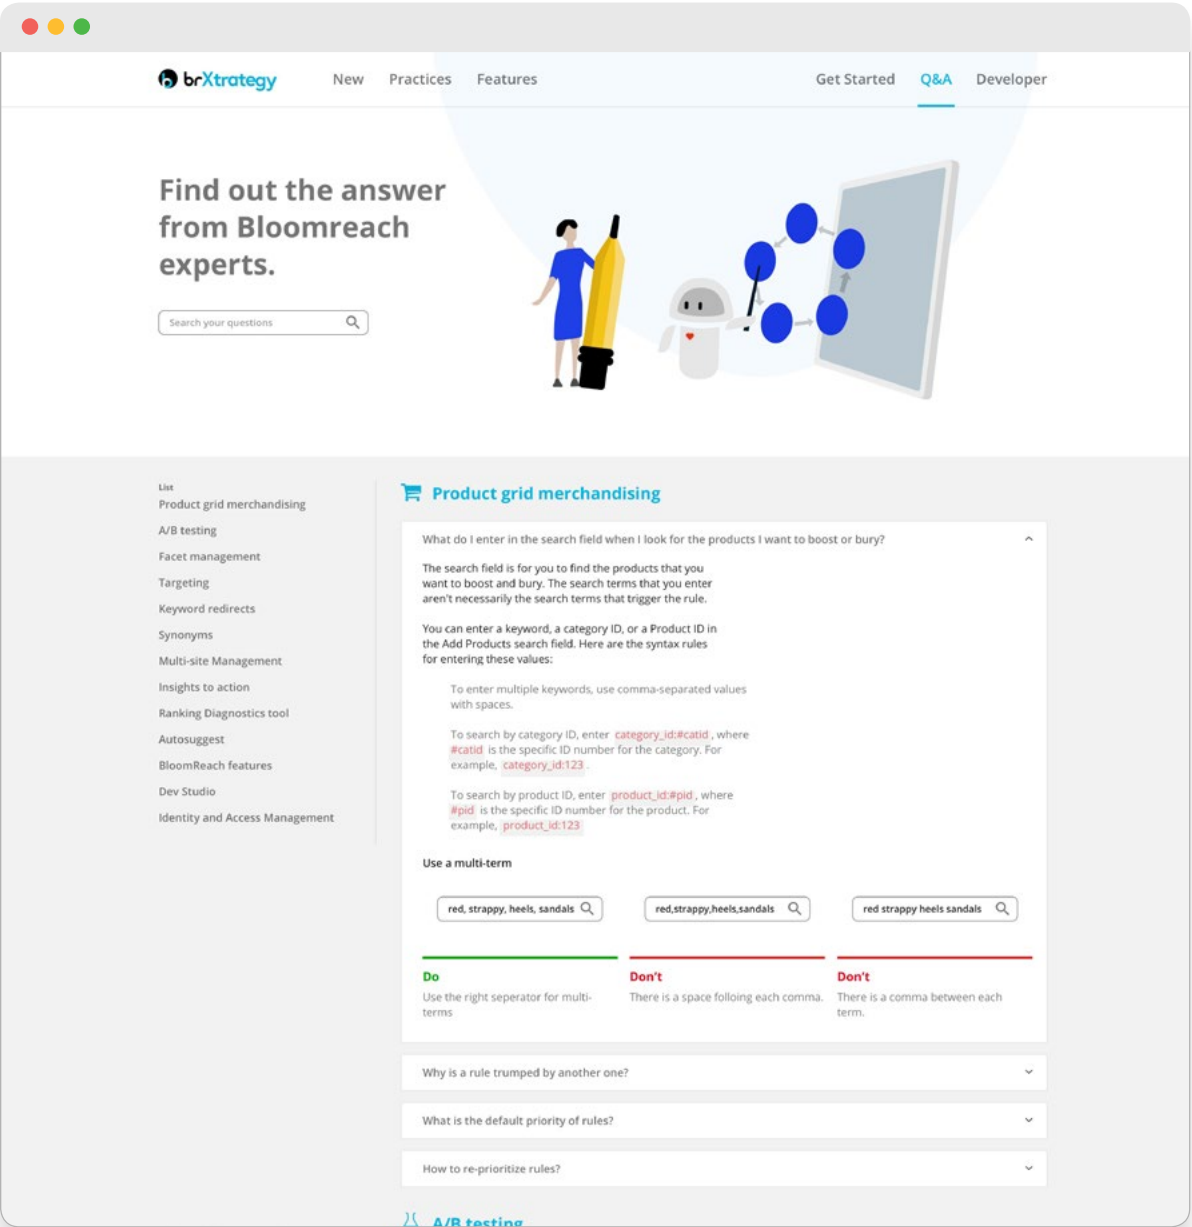 brXtrategy
New Practices Features
Get Started Q&A Developer
Find out the answer
from Bloomreach
experts.
Search your questions
List
Product grid merchandising
A/B testing
Facet management
Targeting
Keyword redirects
Synonyms
Multi-site Management
Insights to action
Ranking Diagnostics tool
Autosuggest
BloomReach features
Dev Studio
Identity and Access Management
Product grid merchandising
What do I enter in the search field when I look for the products I want to boost or bury?
The search field is for you to find the products that you
want to boost and bury. The search terms that you enter
aren't necessarily the search terms that trigger the rule.
You can enter a keyword, a category ID, or a Product ID in
the Add Products search field. Here are the syntax rules
for entering these values:
To enter multiple keywords, use comma-separated values
with spaces.
To search by category ID, enter category_id:#catid , where
#catid is the specific ID number for the category. For
example, category_id:123 .
To search by product ID, enter product_id:#pid , where
#pid is the specific ID number for the product. For
example, product_id:123
Use a multi-term
red, strappy, heels, sandals
red,strappy,heels,sandals
red strappy heels sandals
Do
Use the right seperator for multi-
terms
Don't
There is a space folloing each comma.
Don't
There is a comma between each
term.
Why is a rule trumped by another one?
What is the default priority of rules?
How to re-prioritize rules?
A/B testing